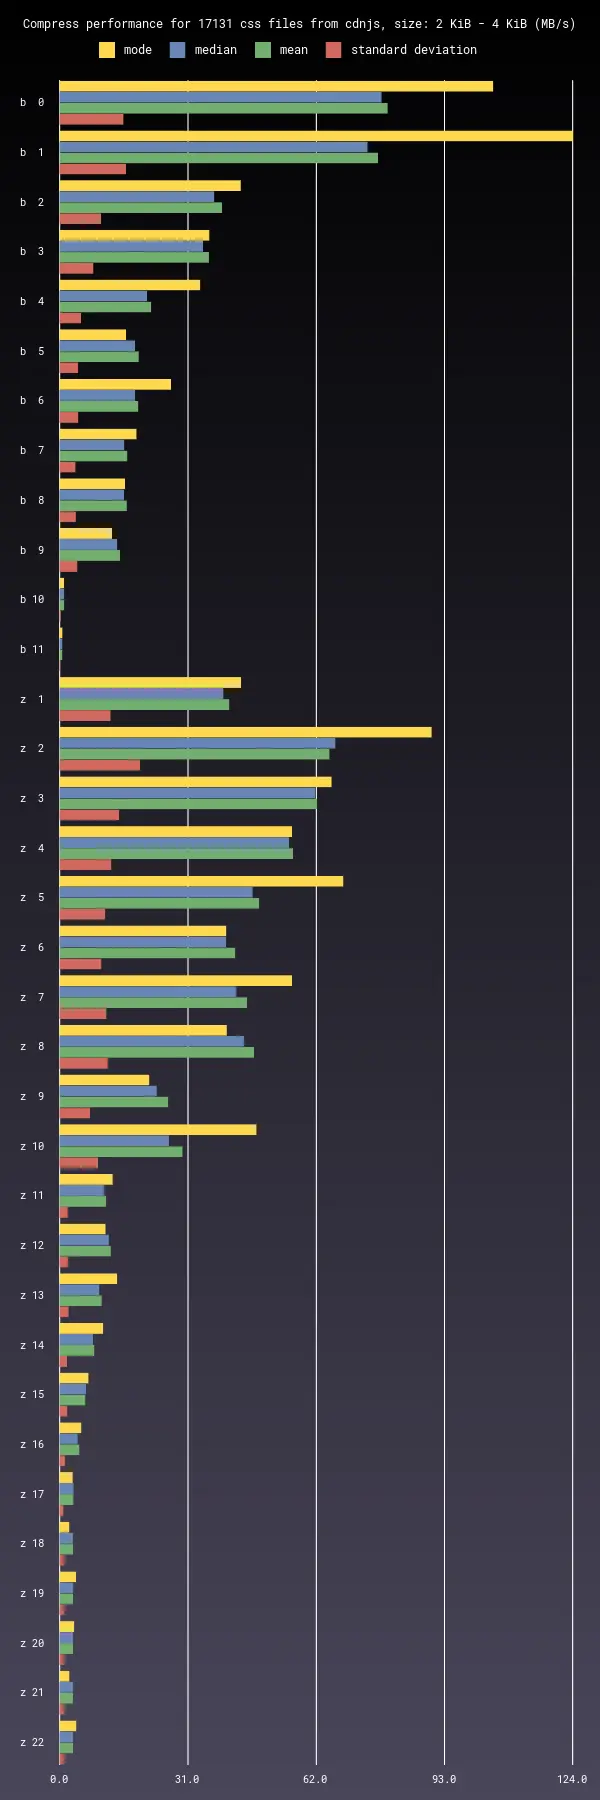 Compress performance for 17131 css files from cdnjs, size: 2 KiB - 4 KiB (MB/s)
mode median mean standard deviation
b 0
b 1
b 2
b 3
b 4
b 5
b 6
b 7
b 8
b 9
b 10
b 11
z 1
z 2
z 3
z 4
z 5
z 6
z 7
z 8
z 9
z 10
z 11
z 12
z 13
z 14
z 15
z 16
z 17
z 18
z 19
z 20
z 21
z 22
0.0 31.0 62.0 93.0 124.0